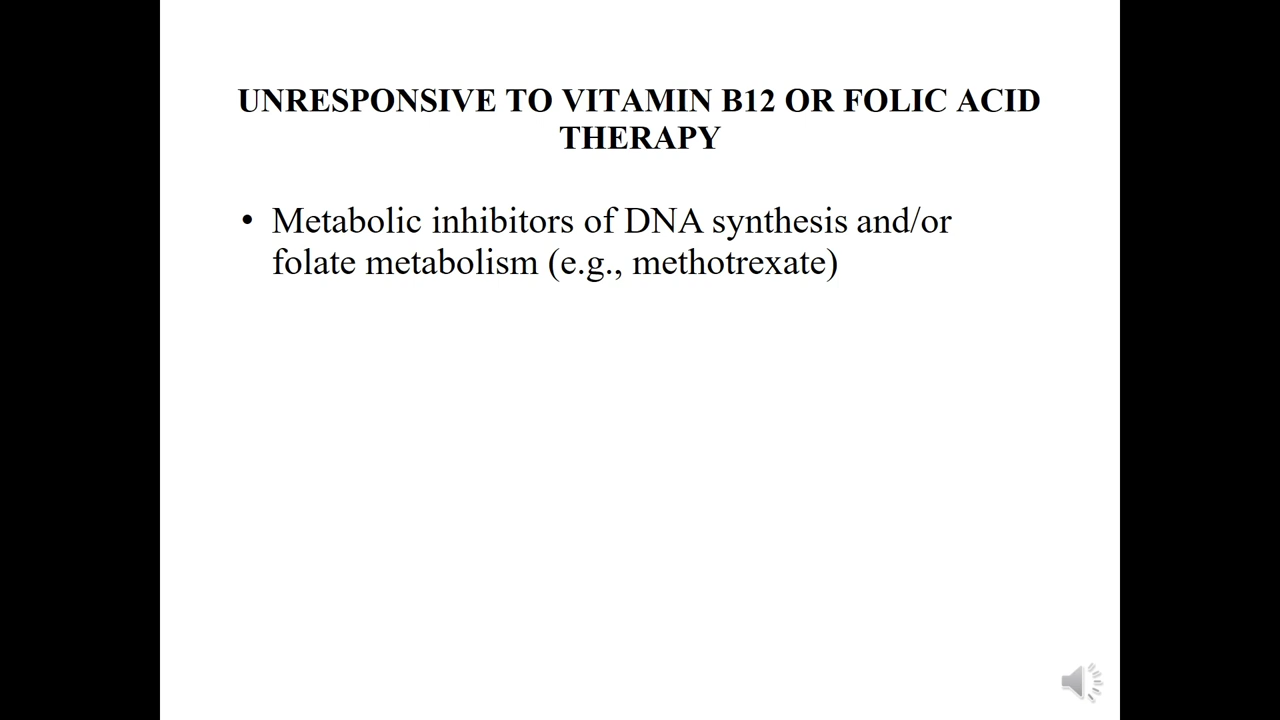 UNRESPONSIVE TO VITAMIN B12 OR FOLIC ACID
THERAPY
• Metabolic inhibitors of DNA synthesis and/or
folate metabolism (e.g., methotrexate)